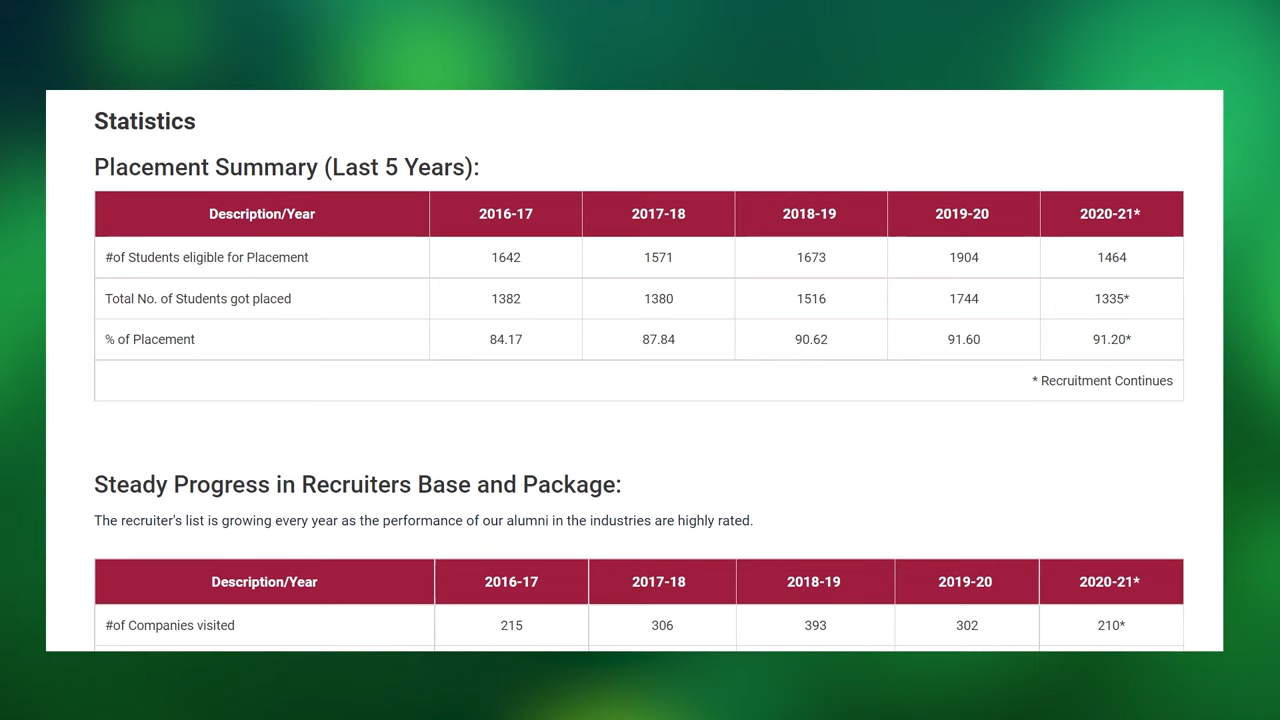 Statistics
Placement Summary (Last 5 Years):
Description/Year 2016-17 2017-18 2018-19 2019-20 2020-21*
#of Students eligible for Placement 1642 1571 1673 1904 1464
Total No. of Students got placed 1382 1380 1516 1744 1335*
% of Placement 84.17 87.84 90.62 91.60 91.20*
* Recruitment Continues
Steady Progress in Recruiters Base and Package:
The recruiter's list is growing every year as the performance of our alumni in the industries are highly rated.
Description/Year 2016-17 2017-18 2018-19 2019-20 2020-21*
#of Companies visited 215 306 393 302 210*